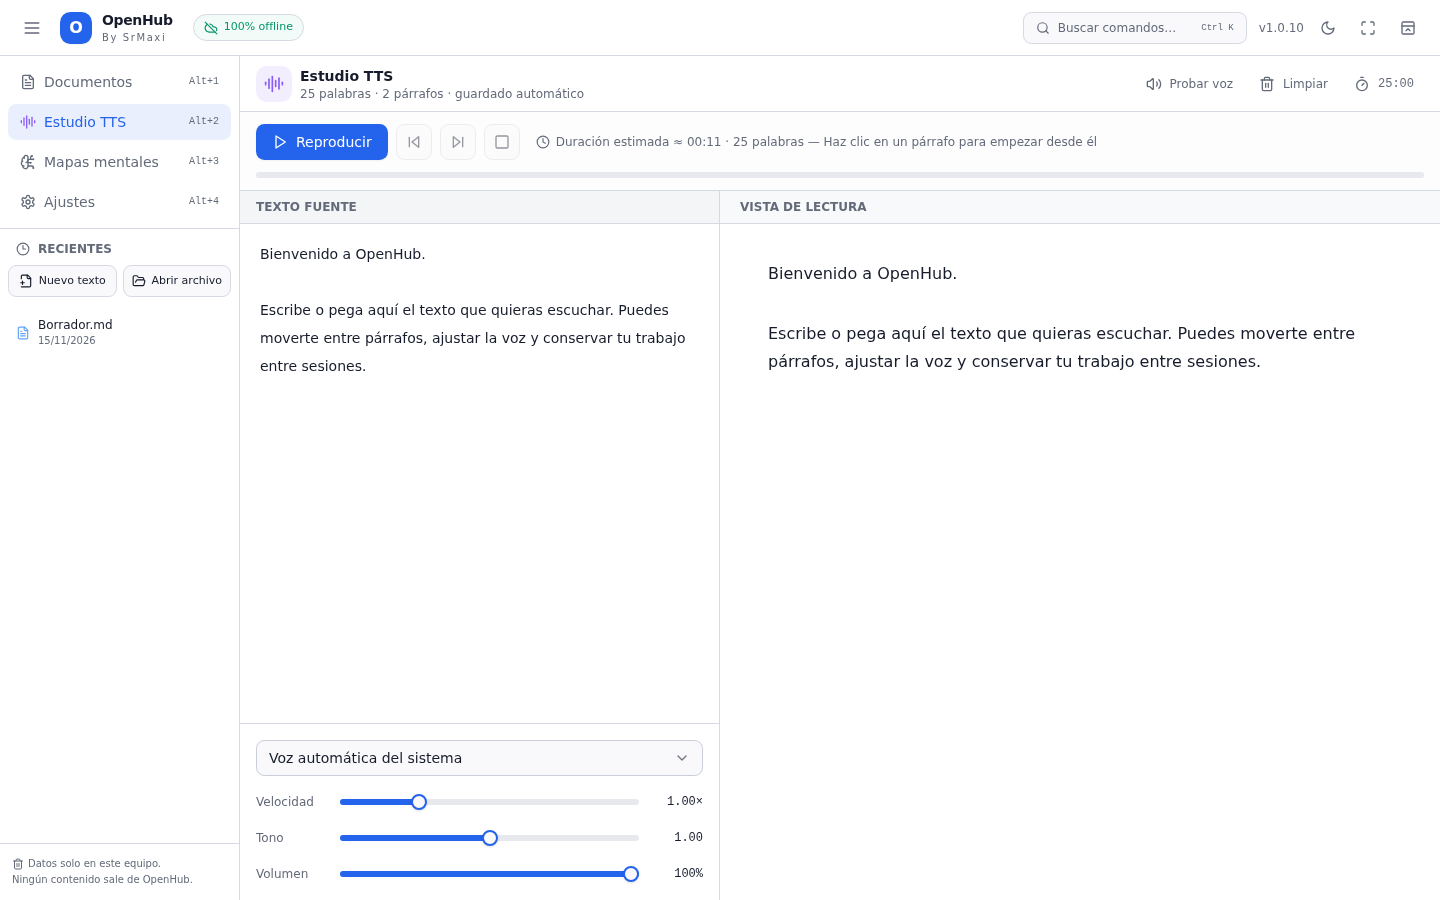 O
OpenHub
By SrMaxi
100% offline
Buscar comandos...
Ctrl K
v1.0.10
Documentos
Alt+1
Estudio TTS
Alt+2
Mapas mentales
Alt+3
Ajustes
Alt+4
RECIENTES
Nuevo texto
Abrir archivo
Borrador.md
15/11/2026
Datos solo en este equipo.
Ningún contenido sale de OpenHub.
Estudio TTS
25 palabras · 2 párrafos · guardado automático
Probar voz
Limpiar
25:00
Reproducir
Duración estimada ≈ 00:11 · 25 palabras — Haz clic en un párrafo para empezar desde él
TEXTO FUENTE
Bienvenido a OpenHub.
Escribe o pega aquí el texto que quieras escuchar. Puedes
moverte entre párrafos, ajustar la voz y conservar tu trabajo
entre sesiones.
Voz automática del sistema
Velocidad
1.00×
Tono
1.00
Volumen
100%
VISTA DE LECTURA
Bienvenido a OpenHub.
Escribe o pega aquí el texto que quieras escuchar. Puedes moverte entre
párrafos, ajustar la voz y conservar tu trabajo entre sesiones.